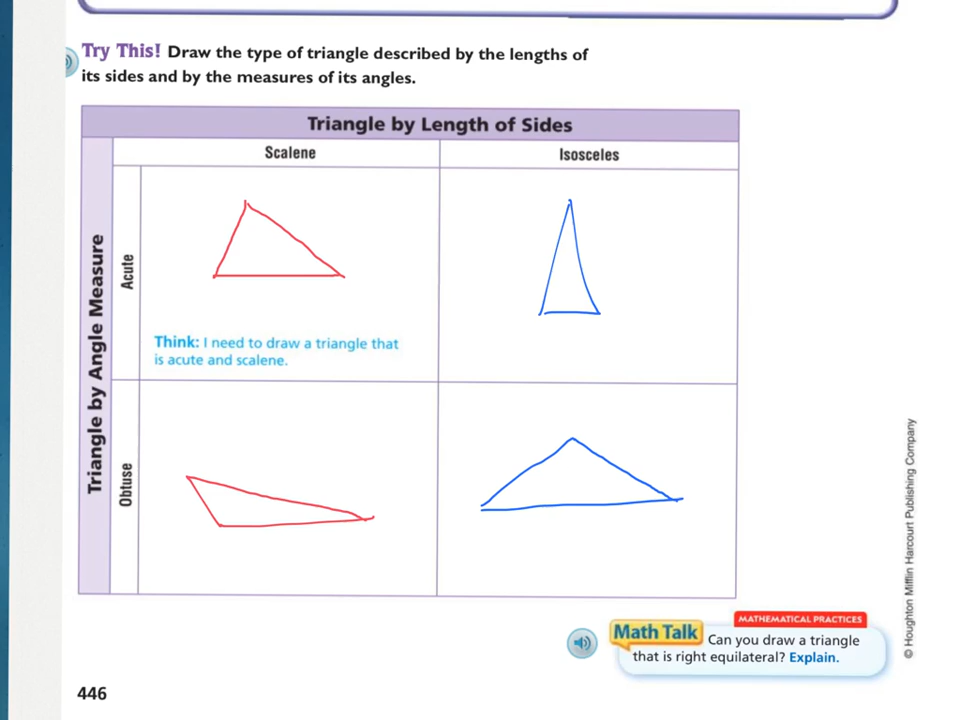 Try This! Draw the type of triangle described by the lengths of
its sides and by the measures of its angles.
Triangle by Length of Sides
Scalene
Isosceles
Triangle by Angle Measure
Acute
Think: I need to draw a triangle that
is acute and scalene.
Obtuse
MATHEMATICAL PRACTICES
Math Talk
Can you draw a triangle
that is right equilateral? Explain.
© Houghton Mifflin Harcourt Publishing Company
446